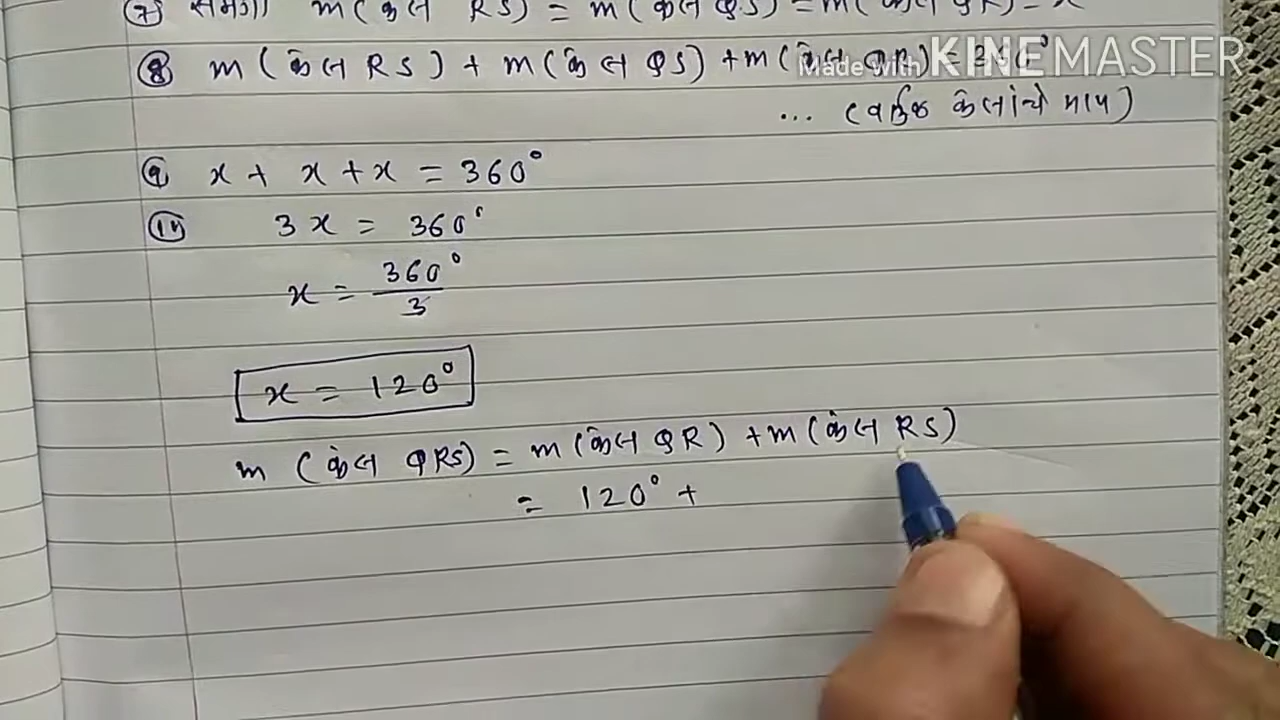 ⑦ समजा m(कंस RS) = m(कंस QS) = m(कंस QR) = x
⑧ m (कंस RS) + m(कंस QS) + m(कंस QR) = 360°
Made with KINEMASTER
... (वर्तुळ कंसाचे माप)
⑨ x + x + x = 360°
⑩ 3x = 360°
x = 360° / 3
x = 120°
m (कंस QRS) = m(कंस QR) + m(कंस RS)
= 120° +